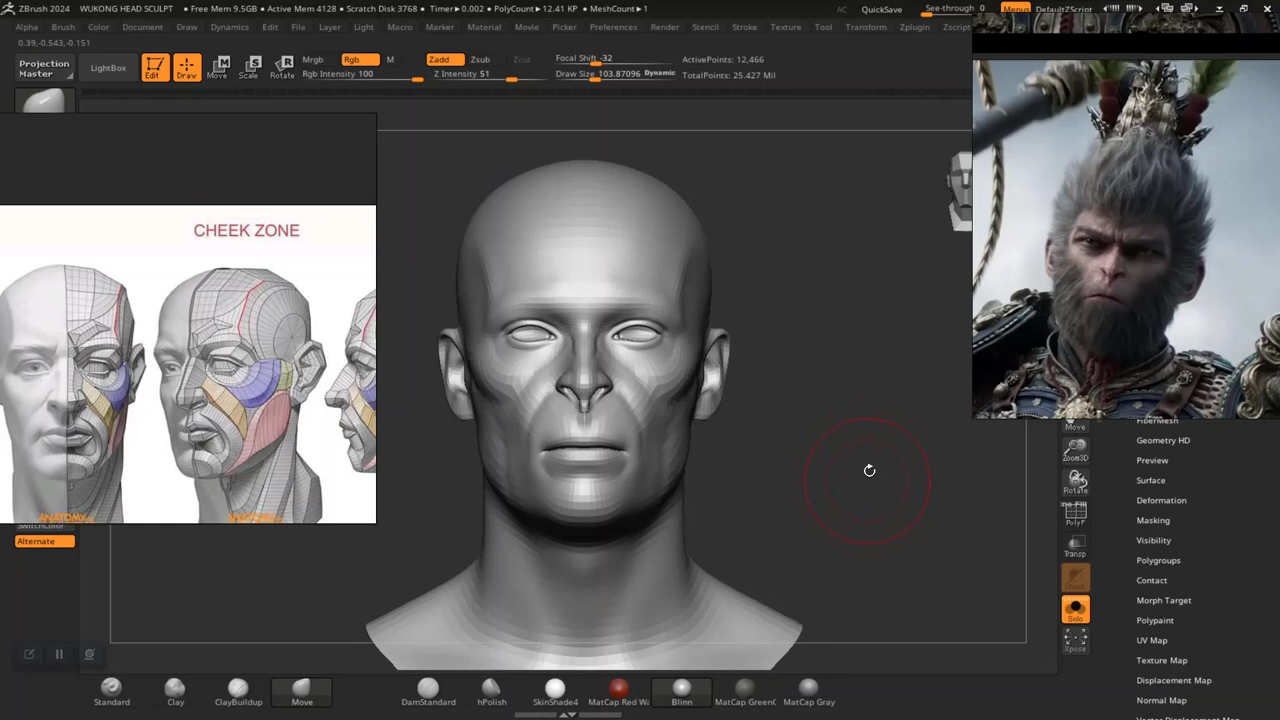 ZBrush 2024 WUKONG HEAD SCULPT ● Free Mem 9.5GB ● Active Mem 4128 ● Scratch Disk 3768 ● Timer▸0.002 ● PolyCount▸12.41 KP ● MeshCount▸1 AC QuickSave See-through 0 Menus DefaultZScript
Alpha Brush Color Document Draw Dynamics Edit File Layer Light Macro Marker Material Movie Picker Preferences Render Stencil Stroke Texture Tool Transform Zplugin Zscript
0.39,-0.543,-0.151
Projection Master
LightBox
Edit Draw Move Scale Rotate
Mrgb Rgb M
Rgb Intensity 100
Zadd Zsub Zcut
Z Intensity 51
Focal Shift -32
Draw Size 103.87096 Dynamic
ActivePoints: 12,466
TotalPoints: 25.427 Mil
CHEEK ZONE
SwitchColor
Alternate
Move
Zoom3D
Rotate
PolyF
Transp
Ghost
Solo
Xpose
FiberMesh
Geometry HD
Preview
Surface
Deformation
Masking
Visibility
Polygroups
Contact
Morph Target
Polypaint
UV Map
Texture Map
Displacement Map
Normal Map
Standard Clay ClayBuildup Move DamStandard hPolish SkinShade4 MatCap Red Wa Blinn MatCap GreenC MatCap Gray